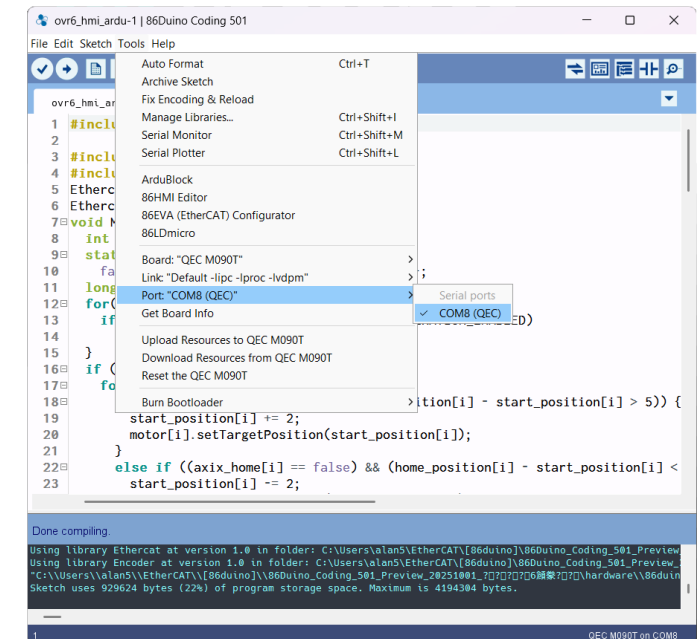 ovr6_hmi_ardu-1 | 86Duino Coding 501
File Edit Sketch Tools Help
Auto Format Ctrl+T
Archive Sketch
Fix Encoding & Reload
Manage Libraries... Ctrl+Shift+I
Serial Monitor Ctrl+Shift+M
Serial Plotter Ctrl+Shift+L
ArduBlock
86HMI Editor
86EVA (EtherCAT) Configurator
86LDmicro
Board: "QEC M090T"
Link: "Default -lipc -lproc -lvdpm"
Port: "COM8 (QEC)"
Get Board Info
Upload Resources to QEC M090T
Download Resources from QEC M090T
Reset the QEC M090T
Burn Bootloader
Serial ports
✓ COM8 (QEC)
ovr6_hmi_ar
1 #inclu
2
3 #inclu
4 #inclu
5 Etherc
6 Etherc
7 void M
8 int
9 stat
10 fa ;
11 long
12 for(
13 if ED)
14
15 }
16 if (
17 fo
18 ition[i] - start_position[i] > 5)) {
19 start_position[i] += 2;
20 motor[i].setTargetPosition(start_position[i]);
21 }
22 else if ((axix_home[i] == false) && (home_position[i] - start_position[i] <
23 start_position[i] -= 2;
Done compiling.
Using library Ethercat at version 1.0 in folder: C:\Users\alan5\EtherCAT\[86duino]\86Duino_Coding_501_Preview
Using library Encoder at version 1.0 in folder: C:\Users\alan5\EtherCAT\[86duino]\86Duino_Coding_501_Preview_
"C:\\Users\\alan5\\EtherCAT\\[86duino]\\86Duino_Coding_501_Preview_20251001_ \hardware\\86duin
Sketch uses 929624 bytes (22%) of program storage space. Maximum is 4194304 bytes.
1 QEC M090T on COM8